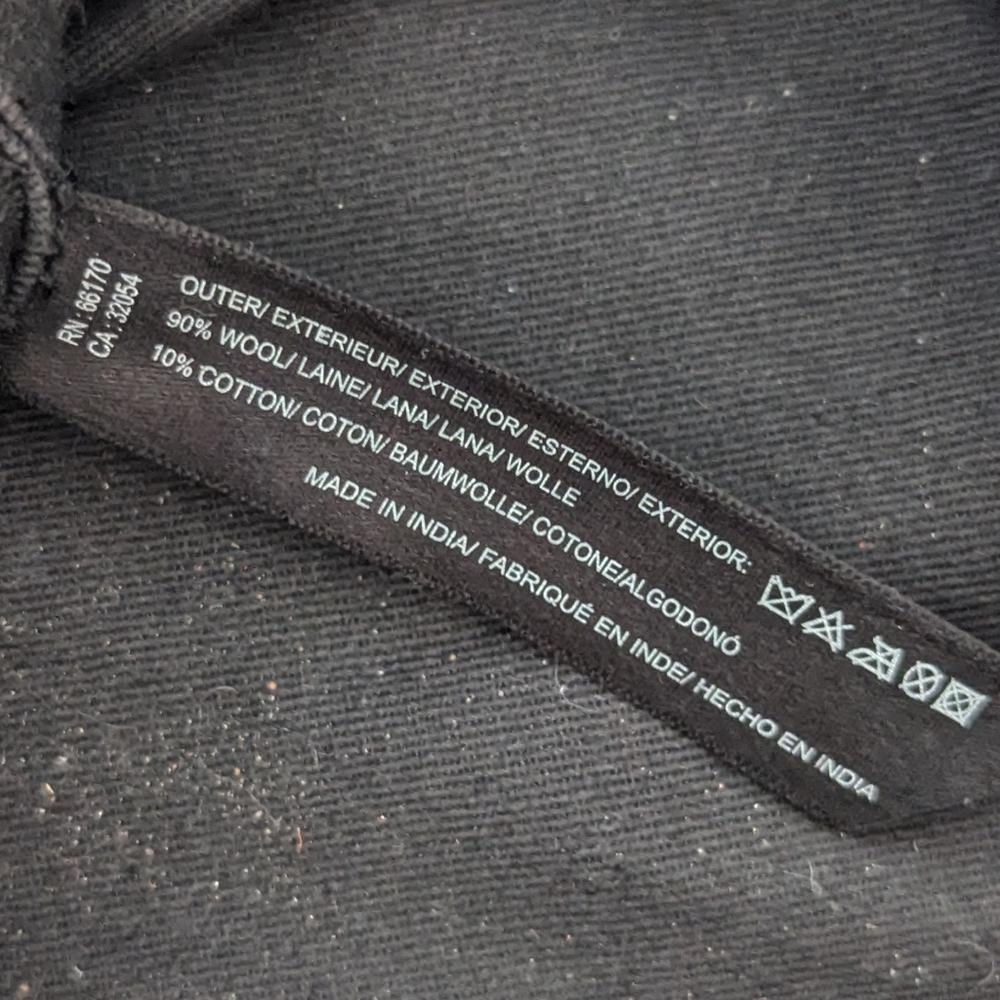 RN : 66170
CA : 32054
OUTER/ EXTERIEUR/ EXTERIOR/ ESTERNO/ EXTERIOR:
90% WOOL/ LAINE/ LANA/ LANA/ WOLLE
10% COTTON/ COTON/ BAUMWOLLE/ COTONE/ALGODONÓ
MADE IN INDIA/ FABRIQUÉ EN INDE/ HECHO EN INDIA